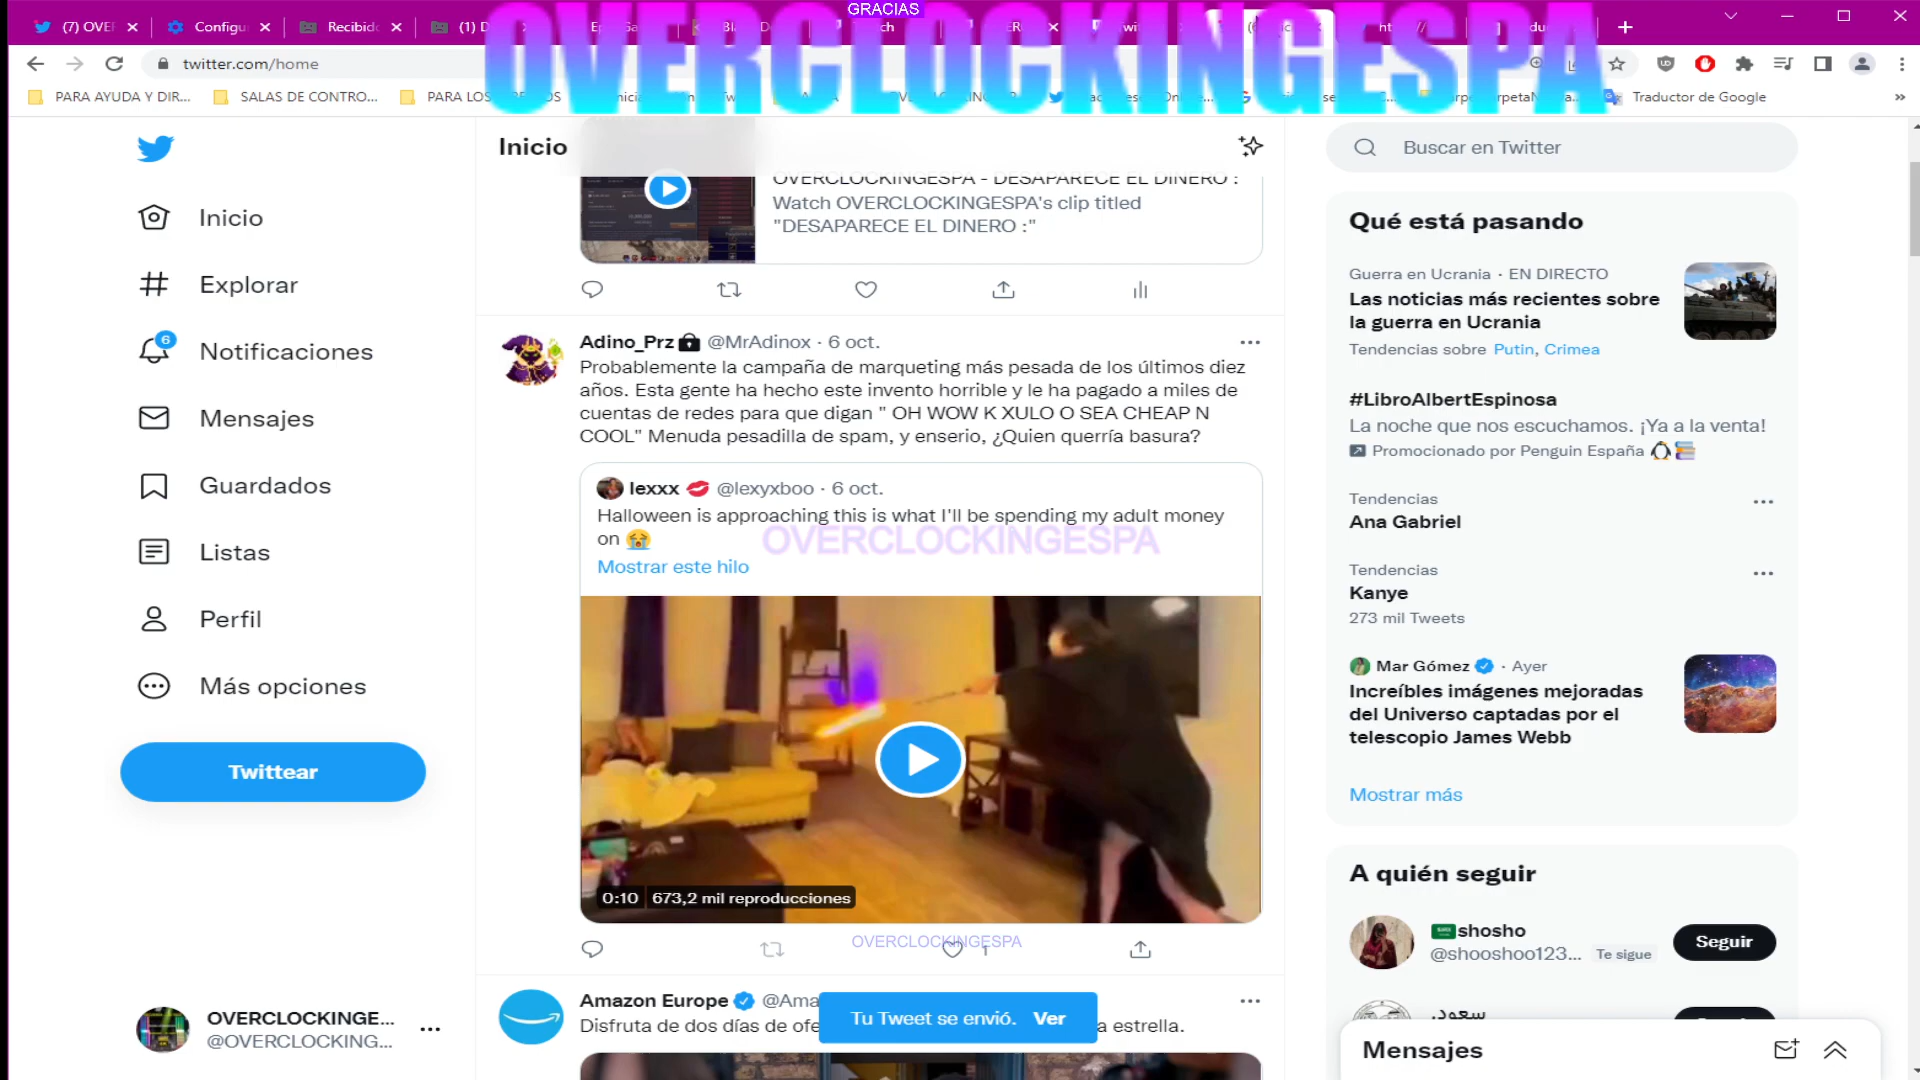 GRACIAS
OVERCLOCKINGESPA
(7) OVE
Configu
Recibido
(1) D
twitter.com/home
PARA AYUDA Y DIR...
SALAS DE CONTRO...
Traductor de Google
Inicio
Explorar
6
Notificaciones
Mensajes
Guardados
Listas
Perfil
Más opciones
Twittear
OVERCLOCKINGE...
@OVERCLOCKING...
Inicio
OVERCLOCKINGESPA - DESAPARECE EL DINERO :
Watch OVERCLOCKINGESPA's clip titled
"DESAPARECE EL DINERO :"
Adino_Prz @MrAdinox · 6 oct.
Probablemente la campaña de marqueting más pesada de los últimos diez
años. Esta gente ha hecho este invento horrible y le ha pagado a miles de
cuentas de redes para que digan " OH WOW K XULO O SEA CHEAP N
COOL" Menuda pesadilla de spam, y enserio, ¿Quien querría basura?
lexxx @lexyxboo · 6 oct.
Halloween is approaching this is what I'll be spending my adult money
on
OVERCLOCKINGESPA
Mostrar este hilo
0:10
673,2 mil reproducciones
OVERCLOCKINGESPA
1
Amazon Europe @Ama
Disfruta de dos días de ofe
a estrella.
Tu Tweet se envió. Ver
Buscar en Twitter
Qué está pasando
Guerra en Ucrania · EN DIRECTO
Las noticias más recientes sobre
la guerra en Ucrania
Tendencias sobre Putin, Crimea
#LibroAlbertEspinosa
La noche que nos escuchamos. ¡Ya a la venta!
Promocionado por Penguin España
Tendencias
Ana Gabriel
Tendencias
Kanye
273 mil Tweets
Mar Gómez · Ayer
Increíbles imágenes mejoradas
del Universo captadas por el
telescopio James Webb
Mostrar más
A quién seguir
shosho
@shooshoo123... Te sigue
Seguir
سعود.
Mensajes